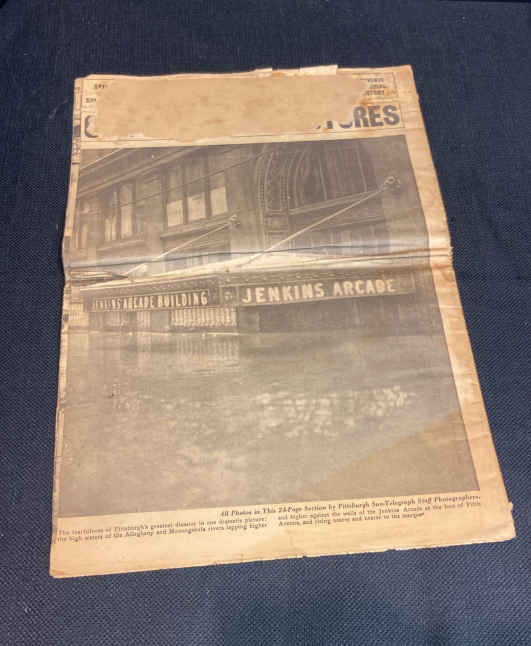 TURES
JENKINS ARCADE BUILDING
JENKINS ARCADE
All Photos in This 24-Page Section by Pittsburgh Sun-Telegraph Staff Photographers.
The fearfulness of Pittsburgh's greatest disaster in one dramatic picture:
the high waters of the Allegheny and Monongahela rivers lapping higher
and higher against the walls of the Jenkins Arcade at the foot of Fifth
Avenue, and rising nearer and nearer to the marquee